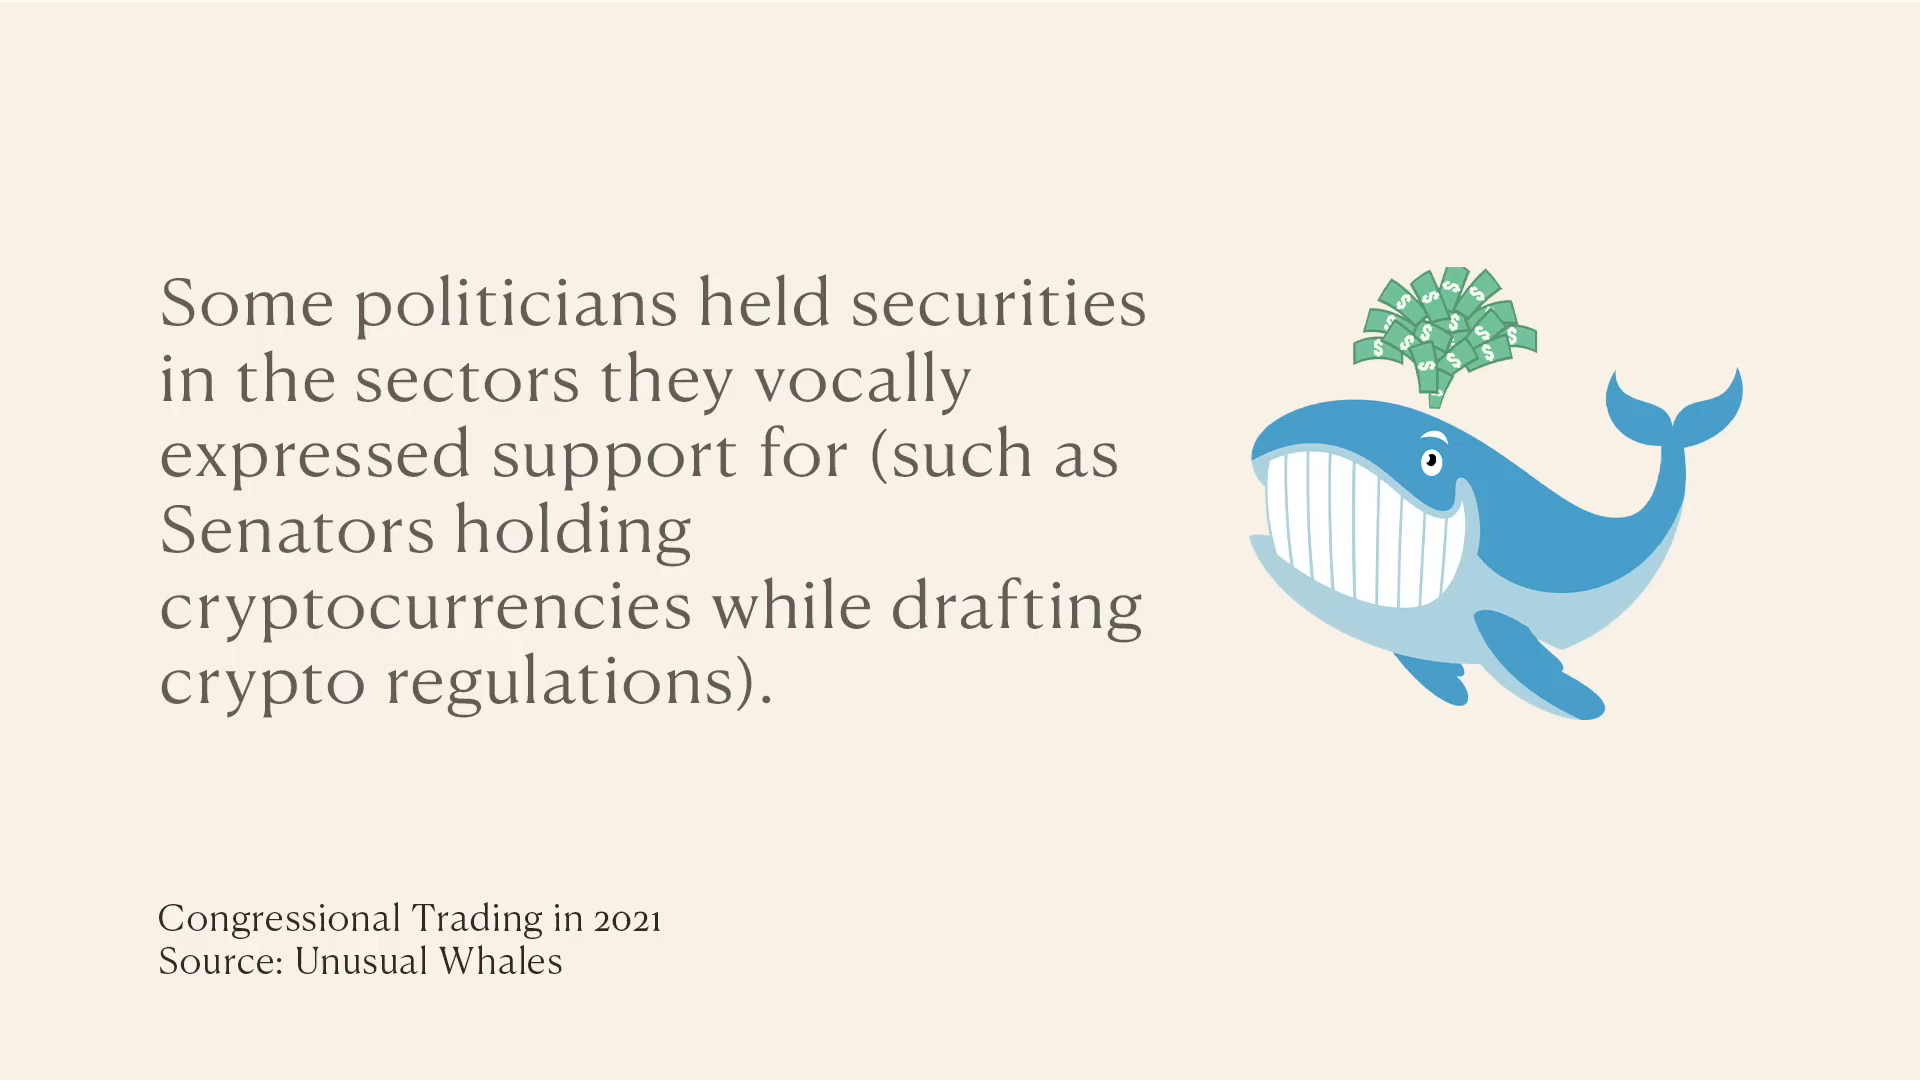 Some politicians held securities
in the sectors they vocally
expressed support for (such as
Senators holding
cryptocurrencies while drafting
crypto regulations).
Congressional Trading in 2021
Source: Unusual Whales